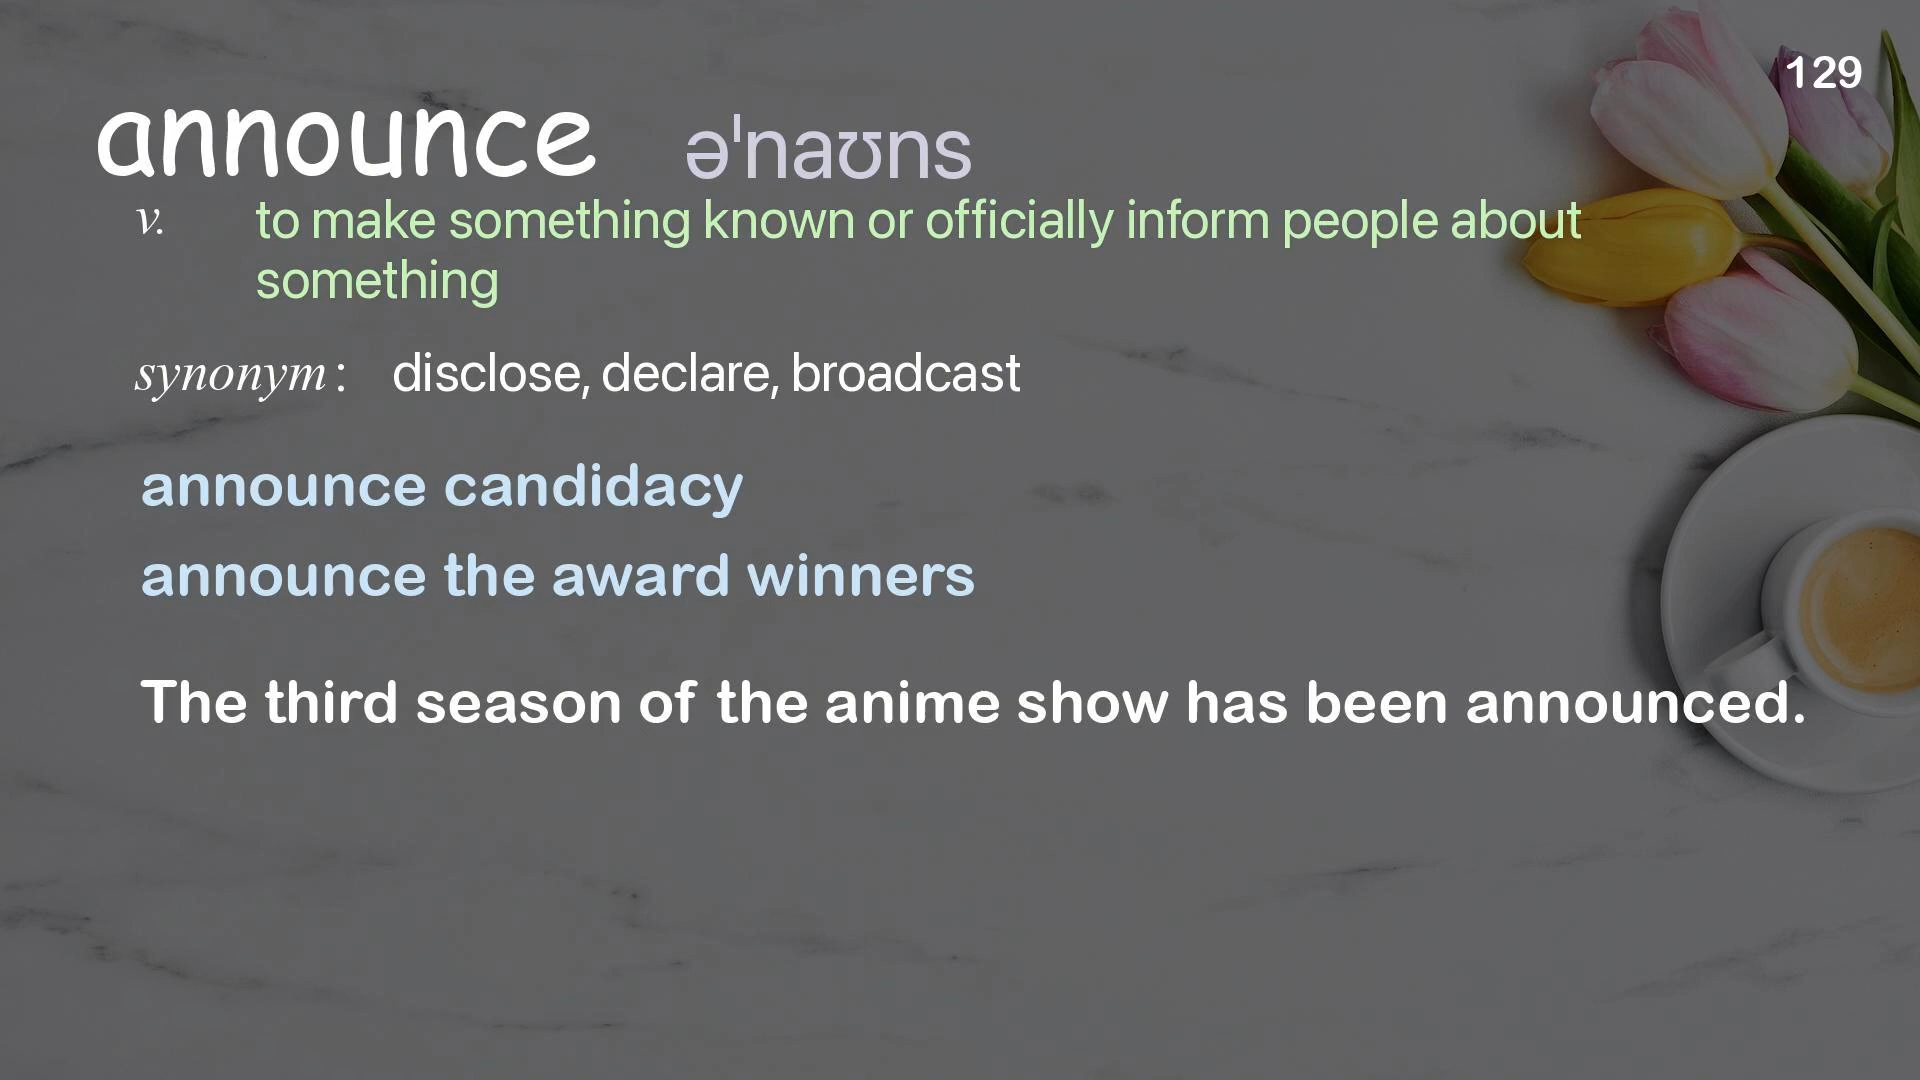 129
announce əˈnaʊns
v. to make something known or officially inform people about
something
synonym : disclose, declare, broadcast
announce candidacy
announce the award winners
The third season of the anime show has been announced.